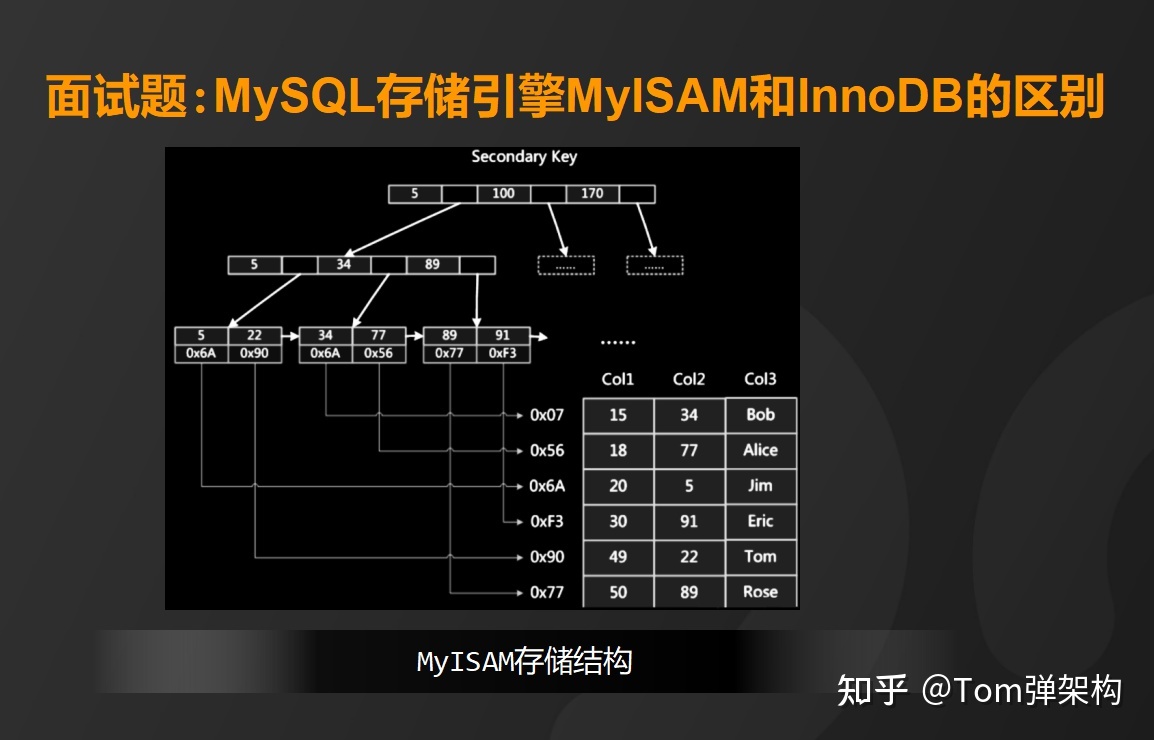 面试题:MySQL存储引擎MyISAM和InnoDB的区别
Secondary Key
5 100 170
5 34 89 ...... ......
5 22 34 77 89 91
0x6A 0x90 0x6A 0x56 0x77 0xF3
......
Col1 Col2 Col3
0x07 15 34 Bob
0x56 18 77 Alice
0x6A 20 5 Jim
0xF3 30 91 Eric
0x90 49 22 Tom
0x77 50 89 Rose
MyISAM存储结构
知乎 @Tom弹架构